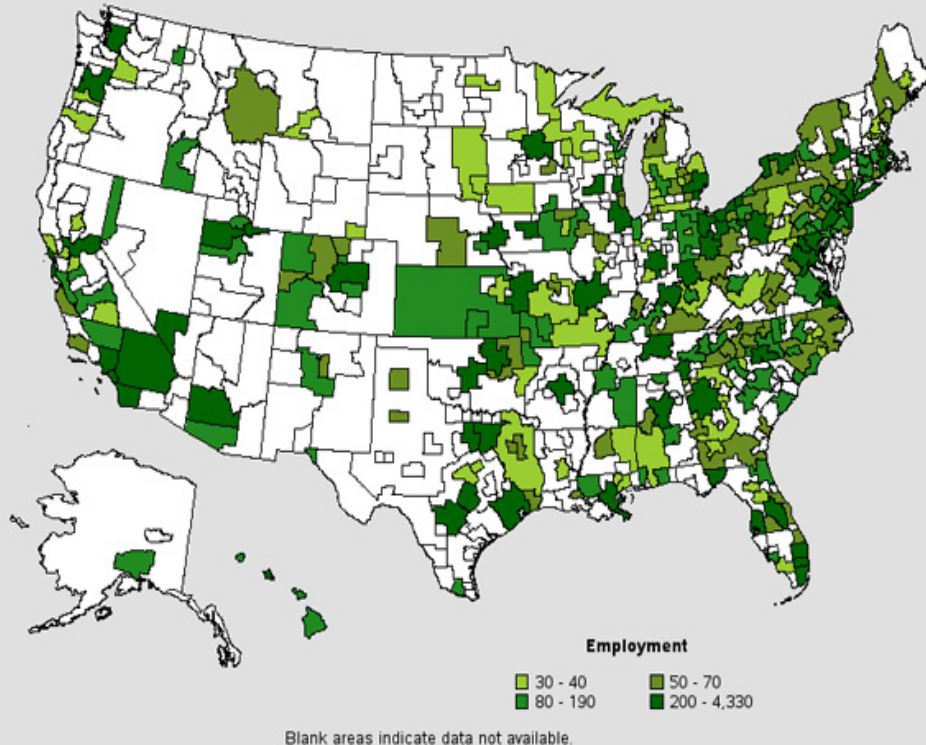 Employment
30 - 40 50 - 70
80 - 190 200 - 4,330
Blank areas indicate data not available.